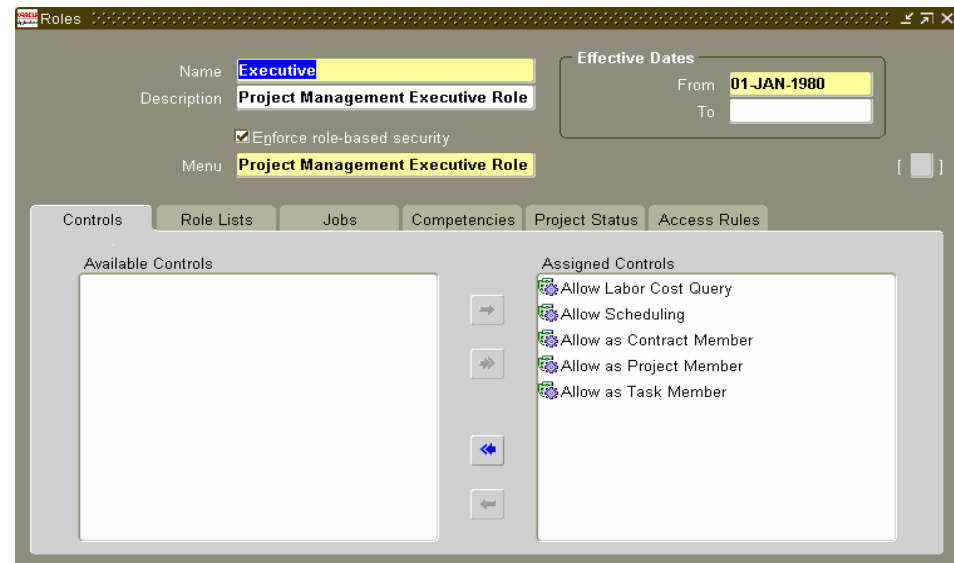 Roles
Effective Dates
Name Executive
From 01-JAN-1980
Description Project Management Executive Role
To
Enforce role-based security
Menu Project Management Executive Role
[ ]
Controls Role Lists Jobs Competencies Project Status Access Rules
Available Controls
Assigned Controls
Allow Labor Cost Query
Allow Scheduling
Allow as Contract Member
Allow as Project Member
Allow as Task Member